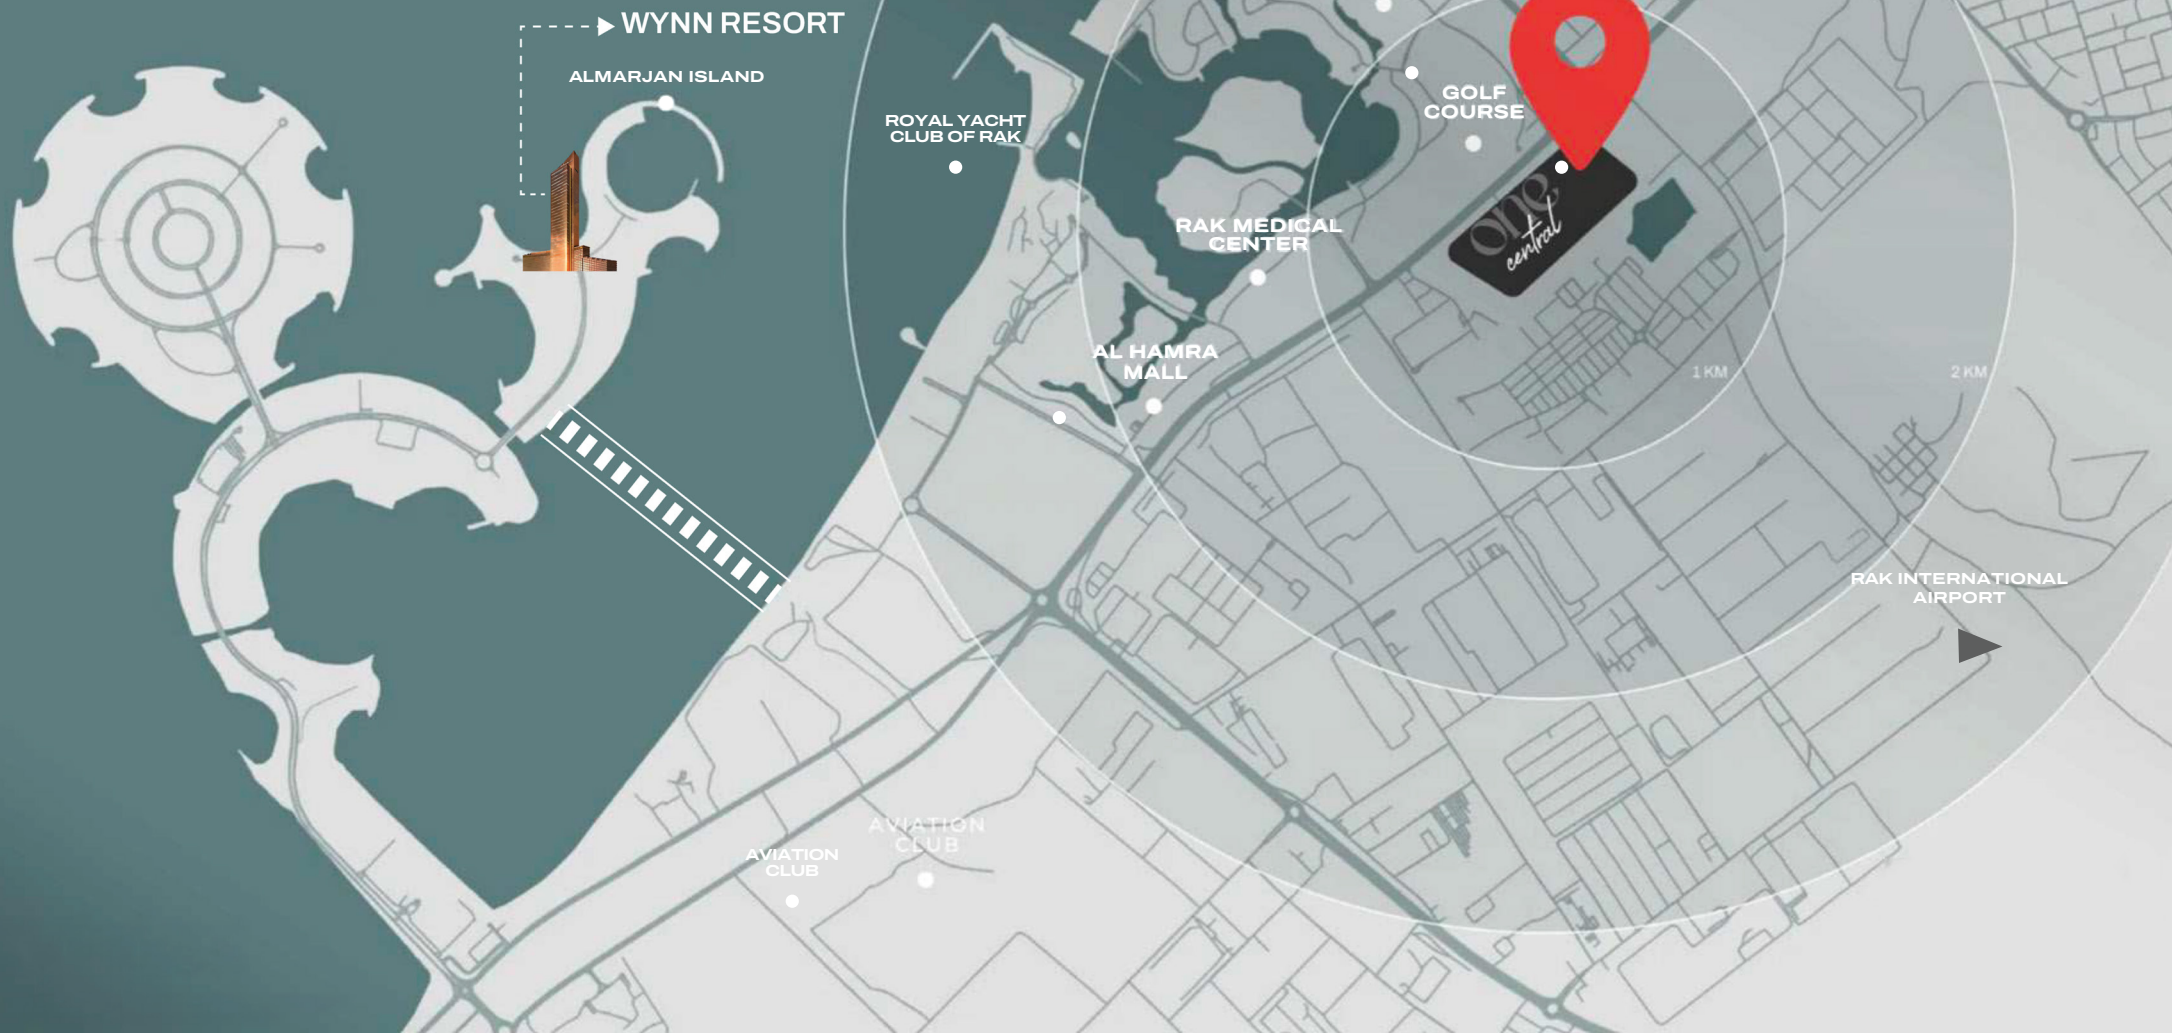 WYNN RESORT
ALMARJAN ISLAND
ROYAL YACHT
CLUB OF RAK
GOLF
COURSE
one
central
RAK MEDICAL
CENTER
AL HAMRA
MALL
1 KM
2 KM
RAK INTERNATIONAL
AIRPORT
AVIATION
CLUB
AVIATION
CLUB